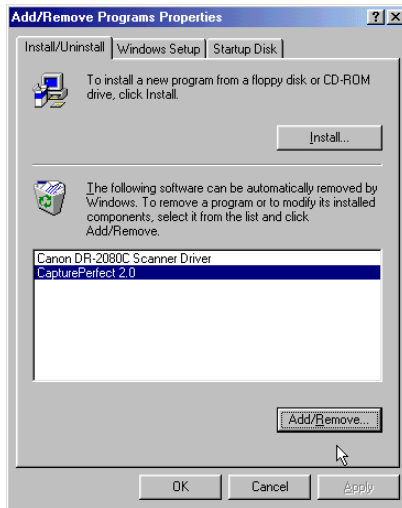 Add/Remove Programs Properties
Install/Uninstall Windows Setup Startup Disk
To install a new program from a floppy disk or CD-ROM
drive, click Install.
Install...
The following software can be automatically removed by
Windows. To remove a program or to modify its installed
components, select it from the list and click
Add/Remove.
Canon DR-2080C Scanner Driver
CapturePerfect 2.0
Add/Remove...
OK Cancel Apply